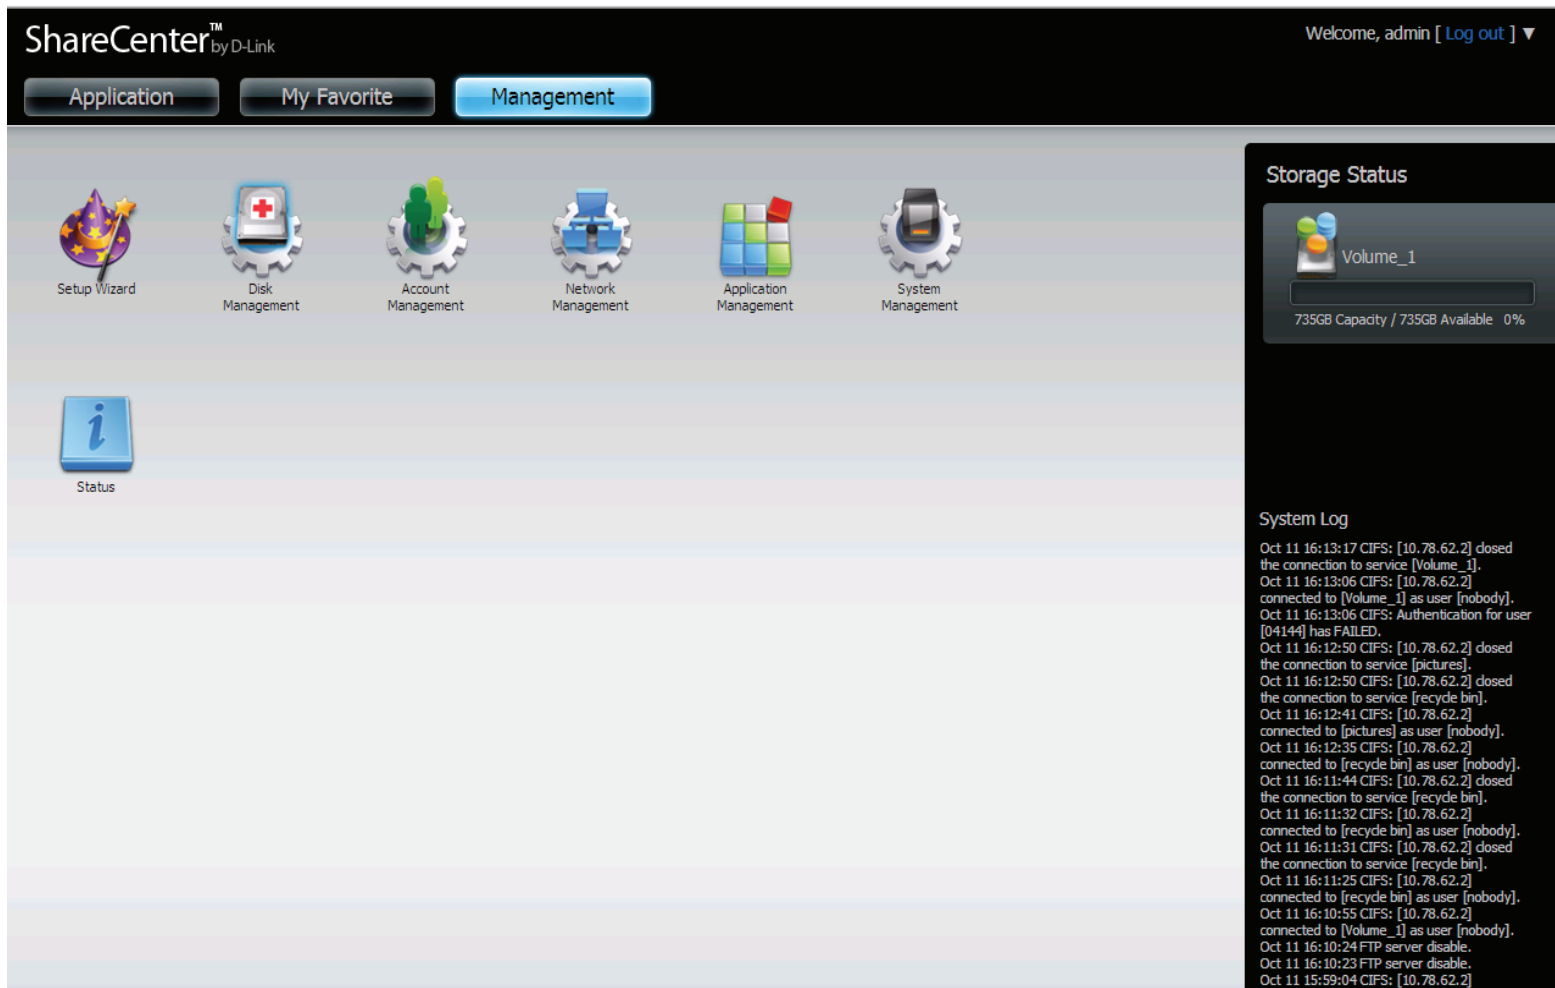 ShareCenter™ by D-Link
Welcome, admin [ Log out ] ▼
Application
My Favorite
Management
Setup Wizard
Disk
Management
Account
Management
Network
Management
Application
Management
System
Management
Status
Storage Status
Volume_1
735GB Capacity / 735GB Available 0%
System Log
Oct 11 16:13:17 CIFS: [10.78.62.2] closed
the connection to service [Volume_1].
Oct 11 16:13:06 CIFS: [10.78.62.2]
connected to [Volume_1] as user [nobody].
Oct 11 16:13:06 CIFS: Authentication for user
[04144] has FAILED.
Oct 11 16:12:50 CIFS: [10.78.62.2] closed
the connection to service [pictures].
Oct 11 16:12:50 CIFS: [10.78.62.2] closed
the connection to service [recycle bin].
Oct 11 16:12:41 CIFS: [10.78.62.2]
connected to [pictures] as user [nobody].
Oct 11 16:12:35 CIFS: [10.78.62.2]
connected to [recycle bin] as user [nobody].
Oct 11 16:11:44 CIFS: [10.78.62.2] closed
the connection to service [recycle bin].
Oct 11 16:11:32 CIFS: [10.78.62.2]
connected to [recycle bin] as user [nobody].
Oct 11 16:11:31 CIFS: [10.78.62.2] closed
the connection to service [recycle bin].
Oct 11 16:11:25 CIFS: [10.78.62.2]
connected to [recycle bin] as user [nobody].
Oct 11 16:10:55 CIFS: [10.78.62.2]
connected to [Volume_1] as user [nobody].
Oct 11 16:10:24 FTP server disable.
Oct 11 16:10:23 FTP server disable.
Oct 11 15:59:04 CIFS: [10.78.62.2]